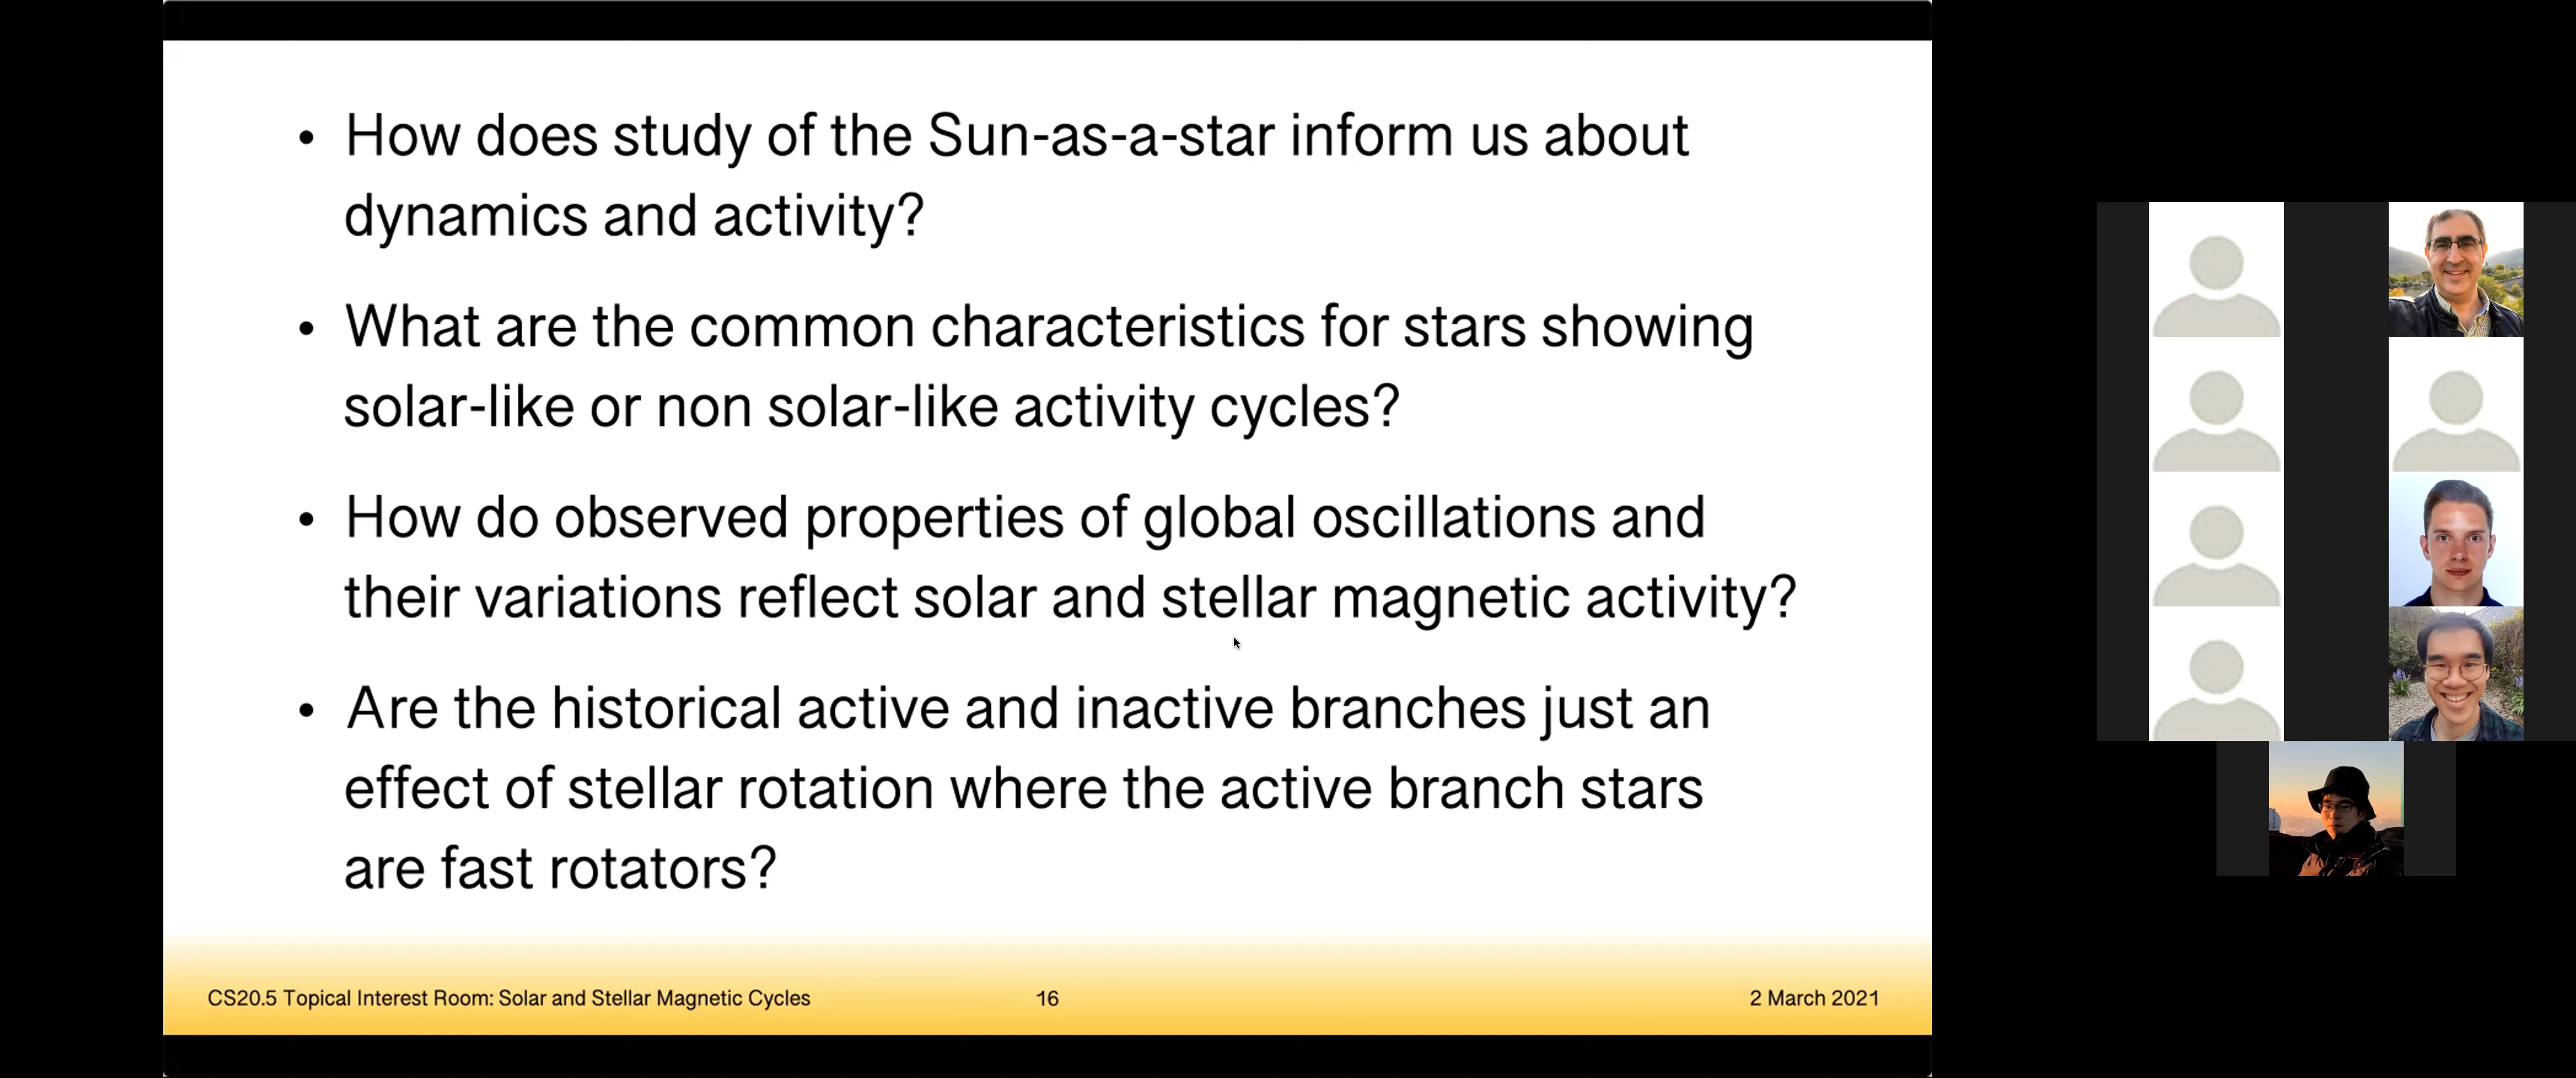 • How does study of the Sun-as-a-star inform us about
dynamics and activity?
• What are the common characteristics for stars showing
solar-like or non solar-like activity cycles?
• How do observed properties of global oscillations and
their variations reflect solar and stellar magnetic activity?
• Are the historical active and inactive branches just an
effect of stellar rotation where the active branch stars
are fast rotators?
CS20.5 Topical Interest Room: Solar and Stellar Magnetic Cycles
16
2 March 2021